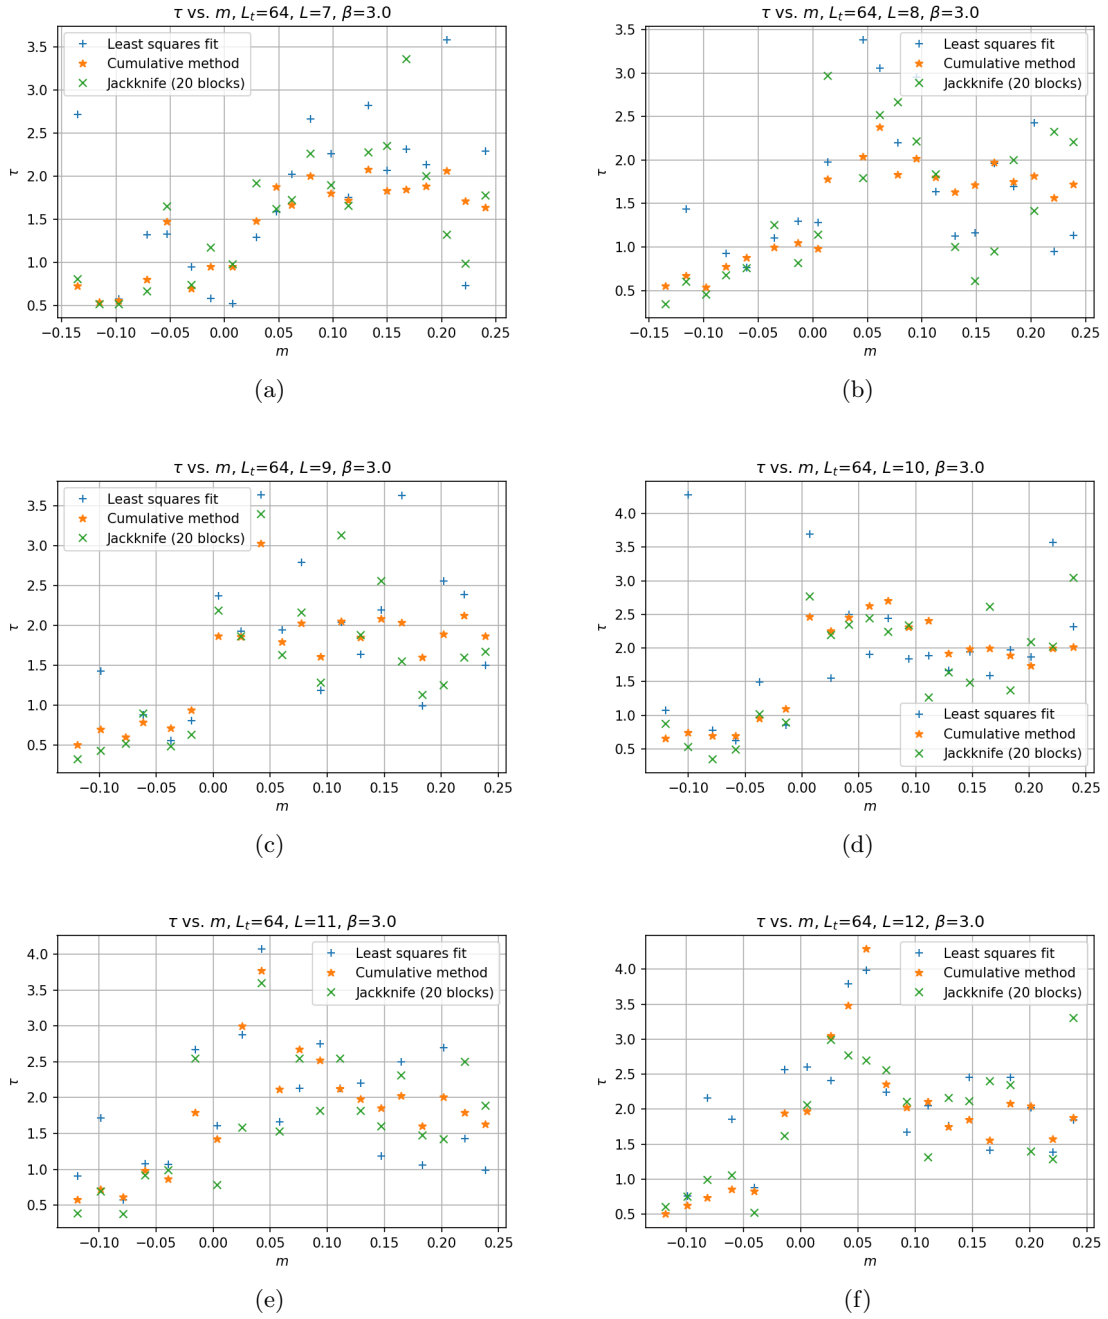 τ vs. m, L_t=64, L=7, β=3.0
τ
3.5
3.0
2.5
2.0
1.5
1.0
0.5
Least squares fit
Cumulative method
Jackknife (20 blocks)
−0.15 −0.10 −0.05 0.00 0.05 0.10 0.15 0.20 0.25
m
(a)
τ vs. m, L_t=64, L=8, β=3.0
τ
3.5
3.0
2.5
2.0
1.5
1.0
0.5
Least squares fit
Cumulative method
Jackknife (20 blocks)
−0.15 −0.10 −0.05 0.00 0.05 0.10 0.15 0.20 0.25
m
(b)
τ vs. m, L_t=64, L=9, β=3.0
τ
3.5
3.0
2.5
2.0
1.5
1.0
0.5
Least squares fit
Cumulative method
Jackknife (20 blocks)
−0.10 −0.05 0.00 0.05 0.10 0.15 0.20 0.25
m
(c)
τ vs. m, L_t=64, L=10, β=3.0
τ
4.0
3.5
3.0
2.5
2.0
1.5
1.0
0.5
Least squares fit
Cumulative method
Jackknife (20 blocks)
−0.10 −0.05 0.00 0.05 0.10 0.15 0.20 0.25
m
(d)
τ vs. m, L_t=64, L=11, β=3.0
τ
4.0
3.5
3.0
2.5
2.0
1.5
1.0
0.5
Least squares fit
Cumulative method
Jackknife (20 blocks)
−0.10 −0.05 0.00 0.05 0.10 0.15 0.20 0.25
m
(e)
τ vs. m, L_t=64, L=12, β=3.0
τ
4.0
3.5
3.0
2.5
2.0
1.5
1.0
0.5
Least squares fit
Cumulative method
Jackknife (20 blocks)
−0.10 −0.05 0.00 0.05 0.10 0.15 0.20 0.25
m
(f)